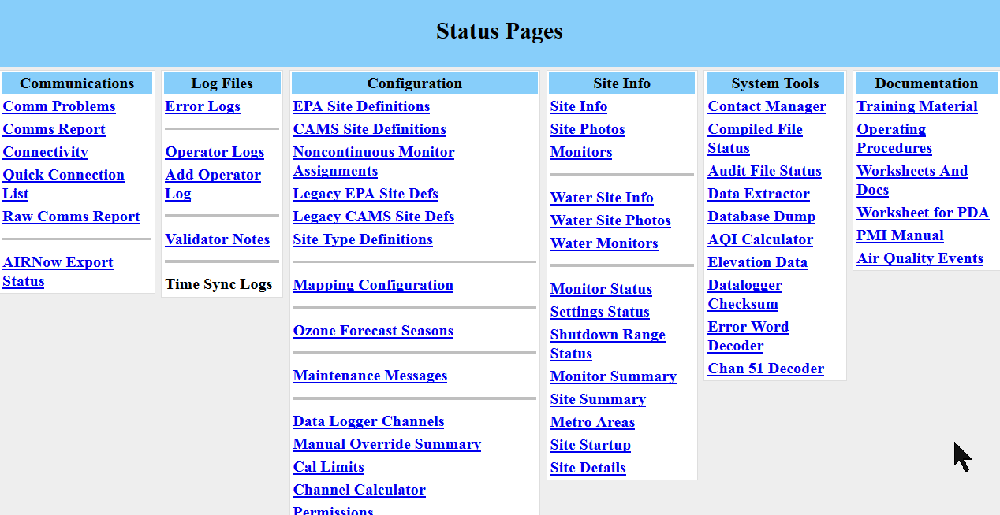 Status Pages
Communications
Comm Problems
Comms Report
Connectivity
Quick Connection
List
Raw Comms Report
AIRNow Export
Status
Log Files
Error Logs
Operator Logs
Add Operator
Log
Validator Notes
Time Sync Logs
Configuration
EPA Site Definitions
CAMS Site Definitions
Noncontinuous Monitor
Assignments
Legacy EPA Site Defs
Legacy CAMS Site Defs
Site Type Definitions
Mapping Configuration
Ozone Forecast Seasons
Maintenance Messages
Data Logger Channels
Manual Override Summary
Cal Limits
Channel Calculator
Permissions
Site Info
Site Info
Site Photos
Monitors
Water Site Info
Water Site Photos
Water Monitors
Monitor Status
Settings Status
Shutdown Range
Status
Monitor Summary
Site Summary
Metro Areas
Site Startup
Site Details
System Tools
Contact Manager
Compiled File
Status
Audit File Status
Data Extractor
Database Dump
AQI Calculator
Elevation Data
Datalogger
Checksum
Error Word
Decoder
Chan 51 Decoder
Documentation
Training Material
Operating
Procedures
Worksheets And
Docs
Worksheet for PDA
PMI Manual
Air Quality Events